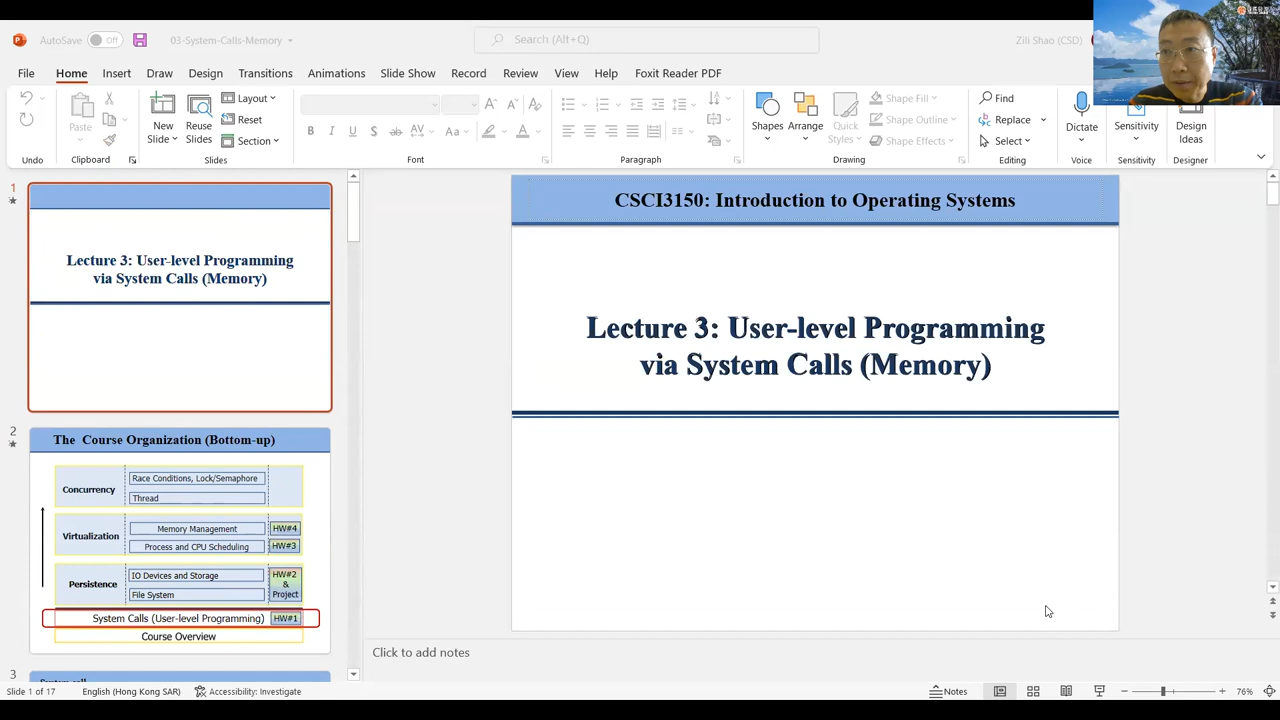 AutoSave Off 03-System-Calls-Memory Search (Alt+Q) Zili Shao (CSD)
File Home Insert Draw Design Transitions Animations Slide Show Record Review View Help Foxit Reader PDF
Paste
New Slide
Reuse Slides
Layout
Reset
Section
Shapes
Arrange
Quick Styles
Shape Fill
Shape Outline
Shape Effects
Find
Replace
Select
Dictate
Sensitivity
Design Ideas
Undo Clipboard Slides Font Paragraph Drawing Editing Voice Sensitivity Designer
1
Lecture 3: User-level Programming
via System Calls (Memory)
2
The Course Organization (Bottom-up)
Concurrency
Race Conditions, Lock/Semaphore
Thread
Virtualization
Memory Management HW#4
Process and CPU Scheduling HW#3
Persistence
IO Devices and Storage
File System
HW#2
&
Project
System Calls (User-level Programming) HW#1
Course Overview
3
CSCI3150: Introduction to Operating Systems
Lecture 3: User-level Programming
via System Calls (Memory)
Click to add notes
Slide 1 of 17 English (Hong Kong SAR) Accessibility: Investigate Notes 76%